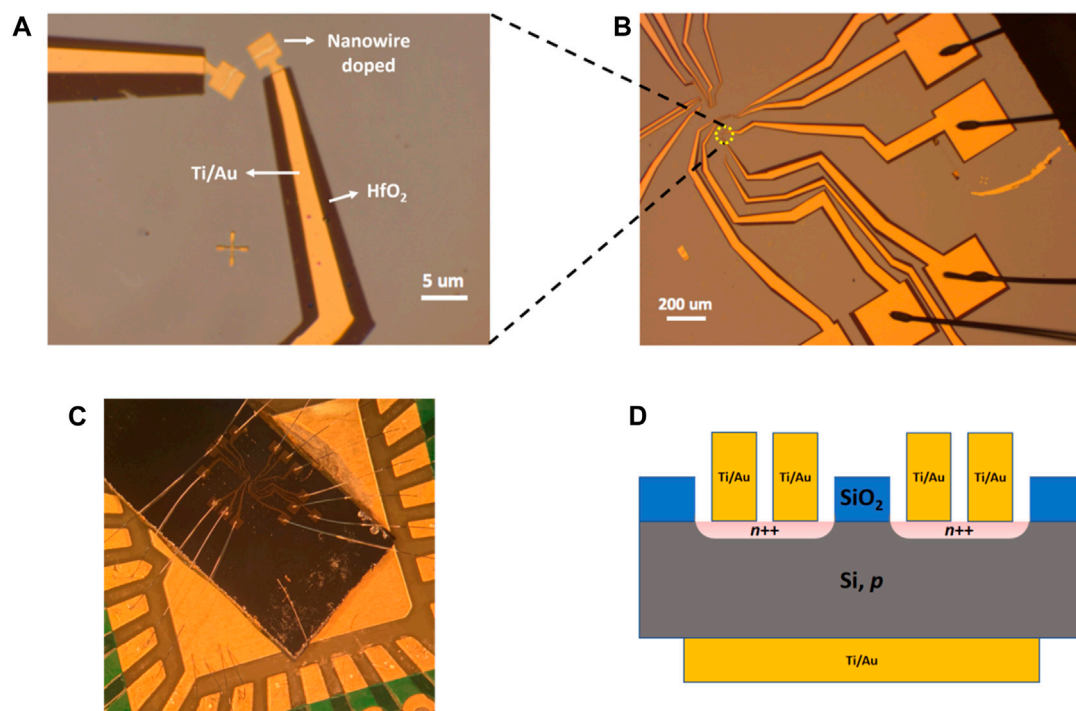 A
Nanowire
doped
Ti/Au
HfO₂
5 um
B
200 um
C
D
Ti/Au
Ti/Au
Ti/Au
Ti/Au
SiO₂
n++
n++
Si, p
Ti/Au